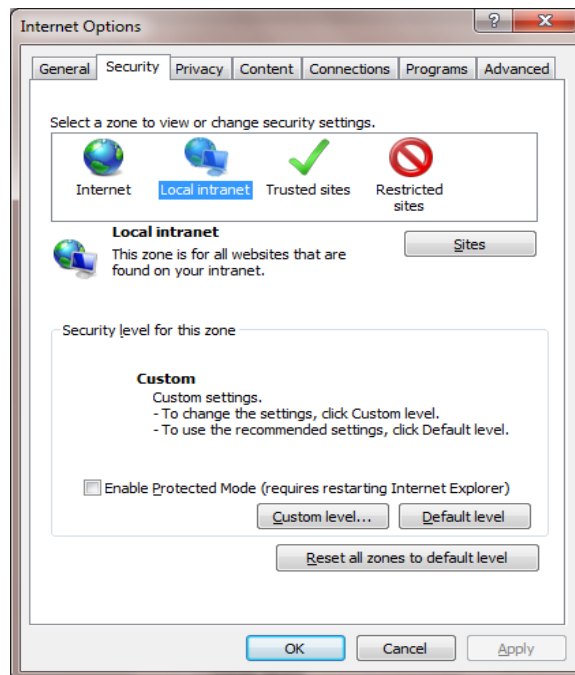 Internet Options
General Security Privacy Content Connections Programs Advanced
Select a zone to view or change security settings.
Internet Local intranet Trusted sites Restricted
sites
Local intranet
This zone is for all websites that are
found on your intranet.
Sites
Security level for this zone
Custom
Custom settings.
- To change the settings, click Custom level.
- To use the recommended settings, click Default level.
Enable Protected Mode (requires restarting Internet Explorer)
Custom level... Default level
Reset all zones to default level
OK Cancel Apply